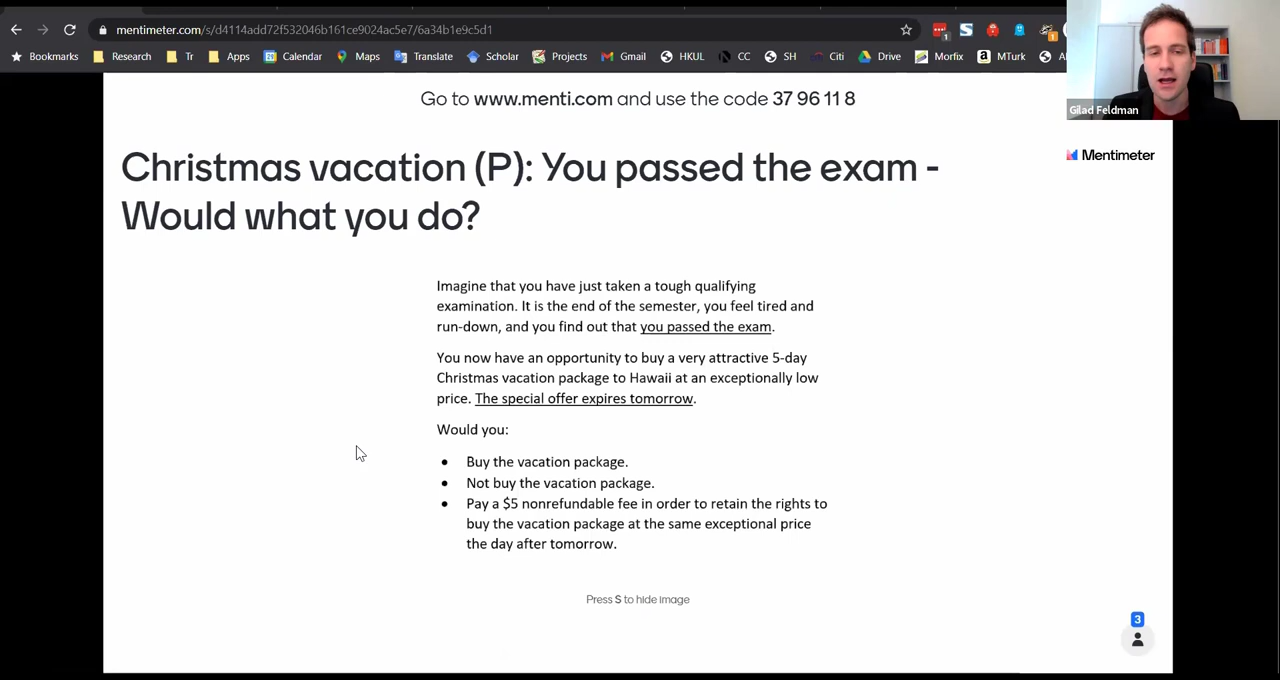 mentimeter.com/s/d4114add72f532046b161ce9024ac5e7/6a34b1e9c5d1
Bookmarks Research Tr Apps Calendar Maps Translate Scholar Projects Gmail HKUL CC SH Citi Drive Morfix MTurk
Go to www.menti.com and use the code 37 96 11 8
Gilad Feldman
Mentimeter
Christmas vacation (P): You passed the exam -
Would what you do?
Imagine that you have just taken a tough qualifying
examination. It is the end of the semester, you feel tired and
run-down, and you find out that you passed the exam.
You now have an opportunity to buy a very attractive 5-day
Christmas vacation package to Hawaii at an exceptionally low
price. The special offer expires tomorrow.
Would you:
• Buy the vacation package.
• Not buy the vacation package.
• Pay a $5 nonrefundable fee in order to retain the rights to
buy the vacation package at the same exceptional price
the day after tomorrow.
Press S to hide image
3